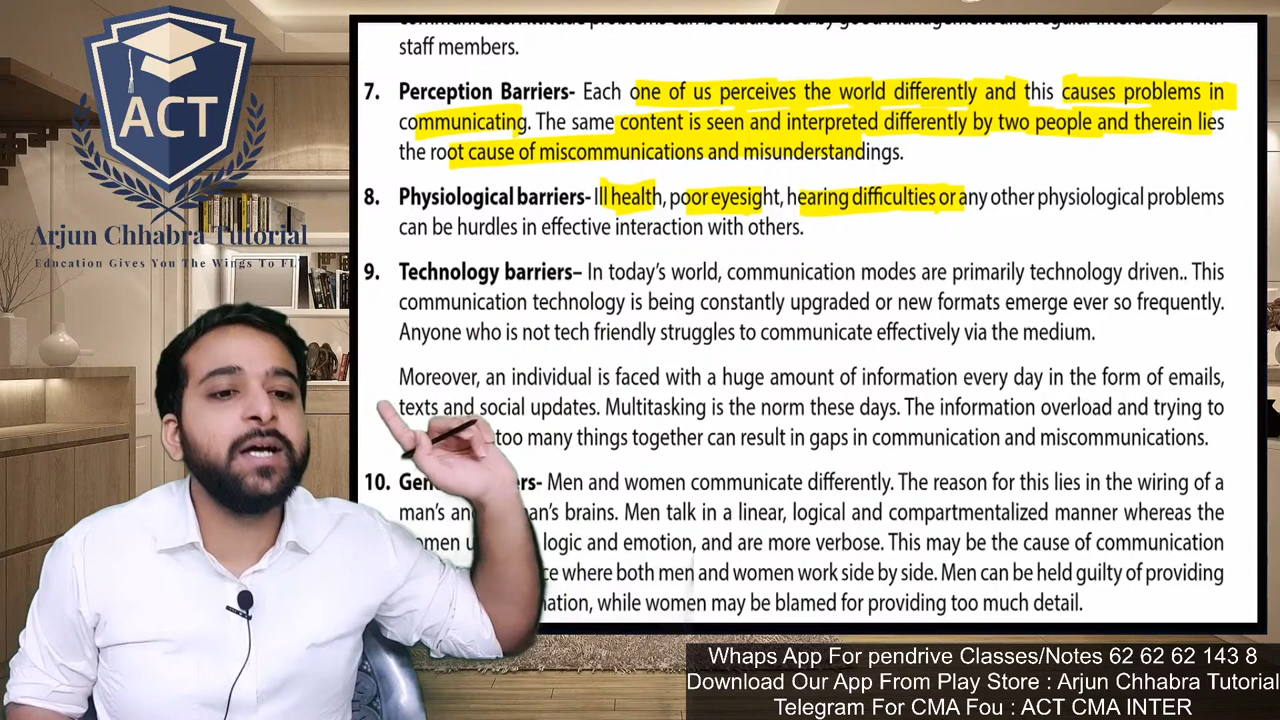 ACT
Arjun Chhabra Tutorial
Education Gives You The Wings To
staff members.
7. Perception Barriers- Each one of us perceives the world differently and this causes problems in
communicating. The same content is seen and interpreted differently by two people and therein lies
the root cause of miscommunications and misunderstandings.
8. Physiological barriers- Ill health, poor eyesight, hearing difficulties or any other physiological problems
can be hurdles in effective interaction with others.
9. Technology barriers– In today's world, communication modes are primarily technology driven.. This
communication technology is being constantly upgraded or new formats emerge ever so frequently.
Anyone who is not tech friendly struggles to communicate effectively via the medium.
Moreover, an individual is faced with a huge amount of information every day in the form of emails,
texts and social updates. Multitasking is the norm these days. The information overload and trying to
too many things together can result in gaps in communication and miscommunications.
10. Men and women communicate differently. The reason for this lies in the wiring of a
man's brains. Men talk in a linear, logical and compartmentalized manner whereas the
logic and emotion, and are more verbose. This may be the cause of communication
where both men and women work side by side. Men can be held guilty of providing
while women may be blamed for providing too much detail.
Whaps App For pendrive Classes/Notes 62 62 62 143 8
Download Our App From Play Store : Arjun Chhabra Tutorial
Telegram For CMA Fou : ACT CMA INTER